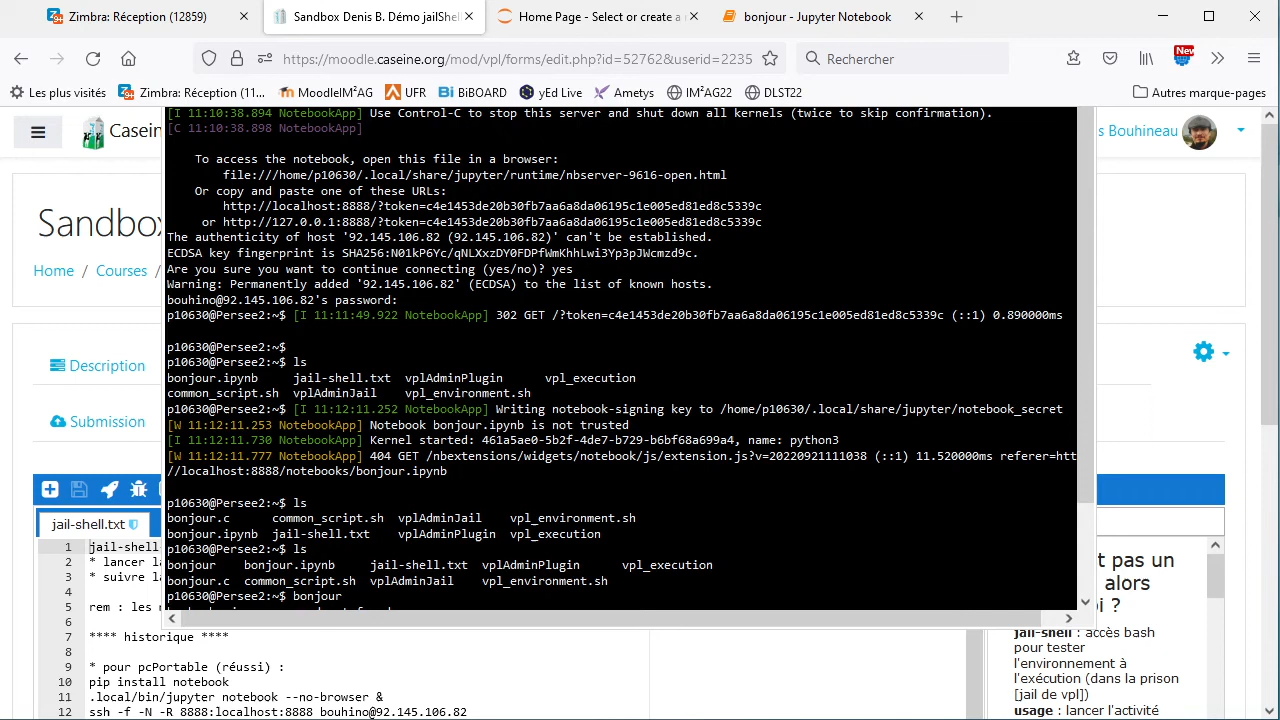 Zimbra: Réception (12859)
Sandbox Denis B. Démo jailShel
Home Page - Select or create a
bonjour - Jupyter Notebook
https://moodle.caseine.org/mod/vpl/forms/edit.php?id=52762&userid=2235
Rechercher
New
Les plus visités
Zimbra: Réception (11...
MoodleIM²AG
UFR
BiBOARD
yEd Live
Ametys
IM²AG22
DLST22
Autres marque-pages
Casein
s Bouhineau
Sandbox
Home / Courses /
Description
Submission
[I 11:10:38.894 NotebookApp] Use Control-C to stop this server and shut down all kernels (twice to skip confirmation).
[C 11:10:38.898 NotebookApp]
To access the notebook, open this file in a browser:
file:///home/p10630/.local/share/jupyter/runtime/nbserver-9616-open.html
Or copy and paste one of these URLs:
http://localhost:8888/?token=c4e1453de20b30fb7aa6a8da06195c1e005ed81ed8c5339c
or http://127.0.0.1:8888/?token=c4e1453de20b30fb7aa6a8da06195c1e005ed81ed8c5339c
The authenticity of host '92.145.106.82 (92.145.106.82)' can't be established.
ECDSA key fingerprint is SHA256:N01kP6Yc/qNLXxzDY0FDPfWmKhhLwi3Yp3pJWcmzd9c.
Are you sure you want to continue connecting (yes/no)? yes
Warning: Permanently added '92.145.106.82' (ECDSA) to the list of known hosts.
bouhino@92.145.106.82's password:
p10630@Persee2:~$ [I 11:11:49.922 NotebookApp] 302 GET /?token=c4e1453de20b30fb7aa6a8da06195c1e005ed81ed8c5339c (::1) 0.890000ms
p10630@Persee2:~$
p10630@Persee2:~$ ls
bonjour.ipynb jail-shell.txt vplAdminPlugin vpl_execution
common_script.sh vplAdminJail vpl_environment.sh
p10630@Persee2:~$ [I 11:12:11.252 NotebookApp] Writing notebook-signing key to /home/p10630/.local/share/jupyter/notebook_secret
[W 11:12:11.253 NotebookApp] Notebook bonjour.ipynb is not trusted
[I 11:12:11.730 NotebookApp] Kernel started: 461a5ae0-5b2f-4de7-b729-b6bf68ae99a4, name: python3
[W 11:12:11.777 NotebookApp] 404 GET /nbextensions/widgets/notebook/js/extension.js?v=20220921111038 (::1) 11.520000ms referer=htt
//localhost:8888/notebooks/bonjour.ipynb
p10630@Persee2:~$ ls
bonjour.c common_script.sh vplAdminJail vpl_environment.sh
bonjour.ipynb jail-shell.txt vplAdminPlugin vpl_execution
p10630@Persee2:~$ ls
bonjour bonjour.ipynb jail-shell.txt vplAdminPlugin vpl_execution
bonjour.c common_script.sh vplAdminJail vpl_environment.sh
p10630@Persee2:~$ bonjour
jail-shell.txt
1 jail-shell
2 * lancer la
3 * suivre la
4
5 rem : les
6
7 **** historique ****
8
9 * pour pcPortable (réussi) :
10 pip install notebook
11 .local/bin/jupyter notebook --no-browser &
12 ssh -f -N -R 8888:localhost:8888 bouhino@92.145.106.82
t pas un
alors
i ?
jail-shell : accès bash
pour tester
l'environnement à
l'exécution (dans la prison
[jail de vpl])
usage : lancer l'activité